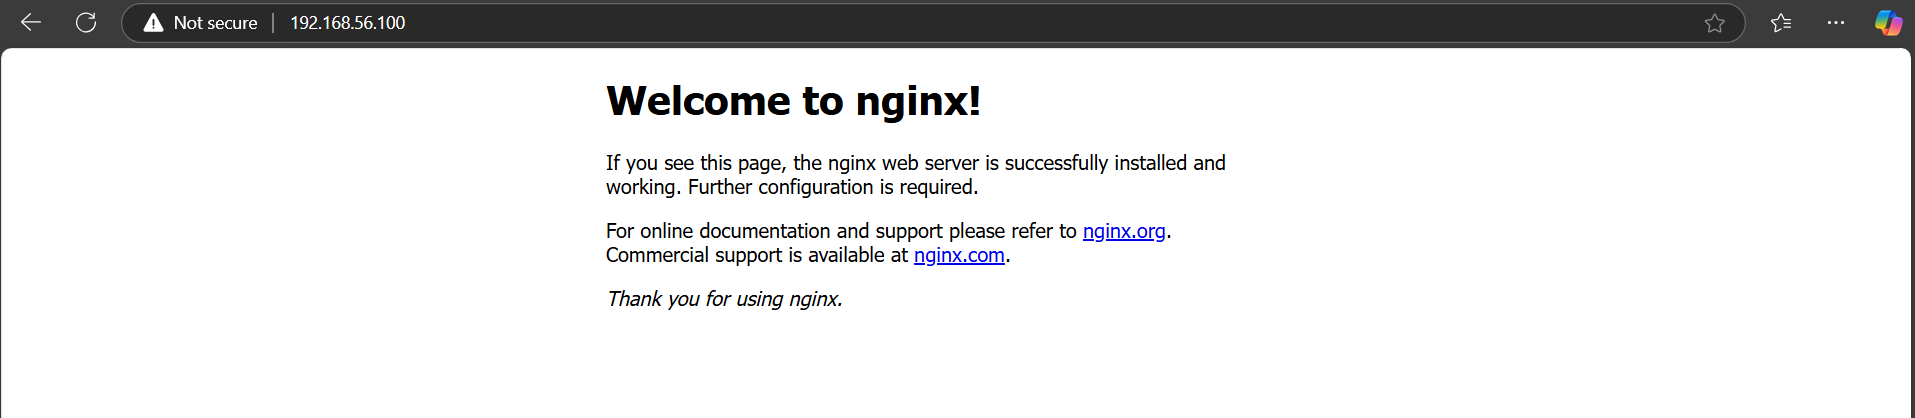 Not secure | 192.168.56.100
Welcome to nginx!
If you see this page, the nginx web server is successfully installed and
working. Further configuration is required.
For online documentation and support please refer to nginx.org.
Commercial support is available at nginx.com.
Thank you for using nginx.